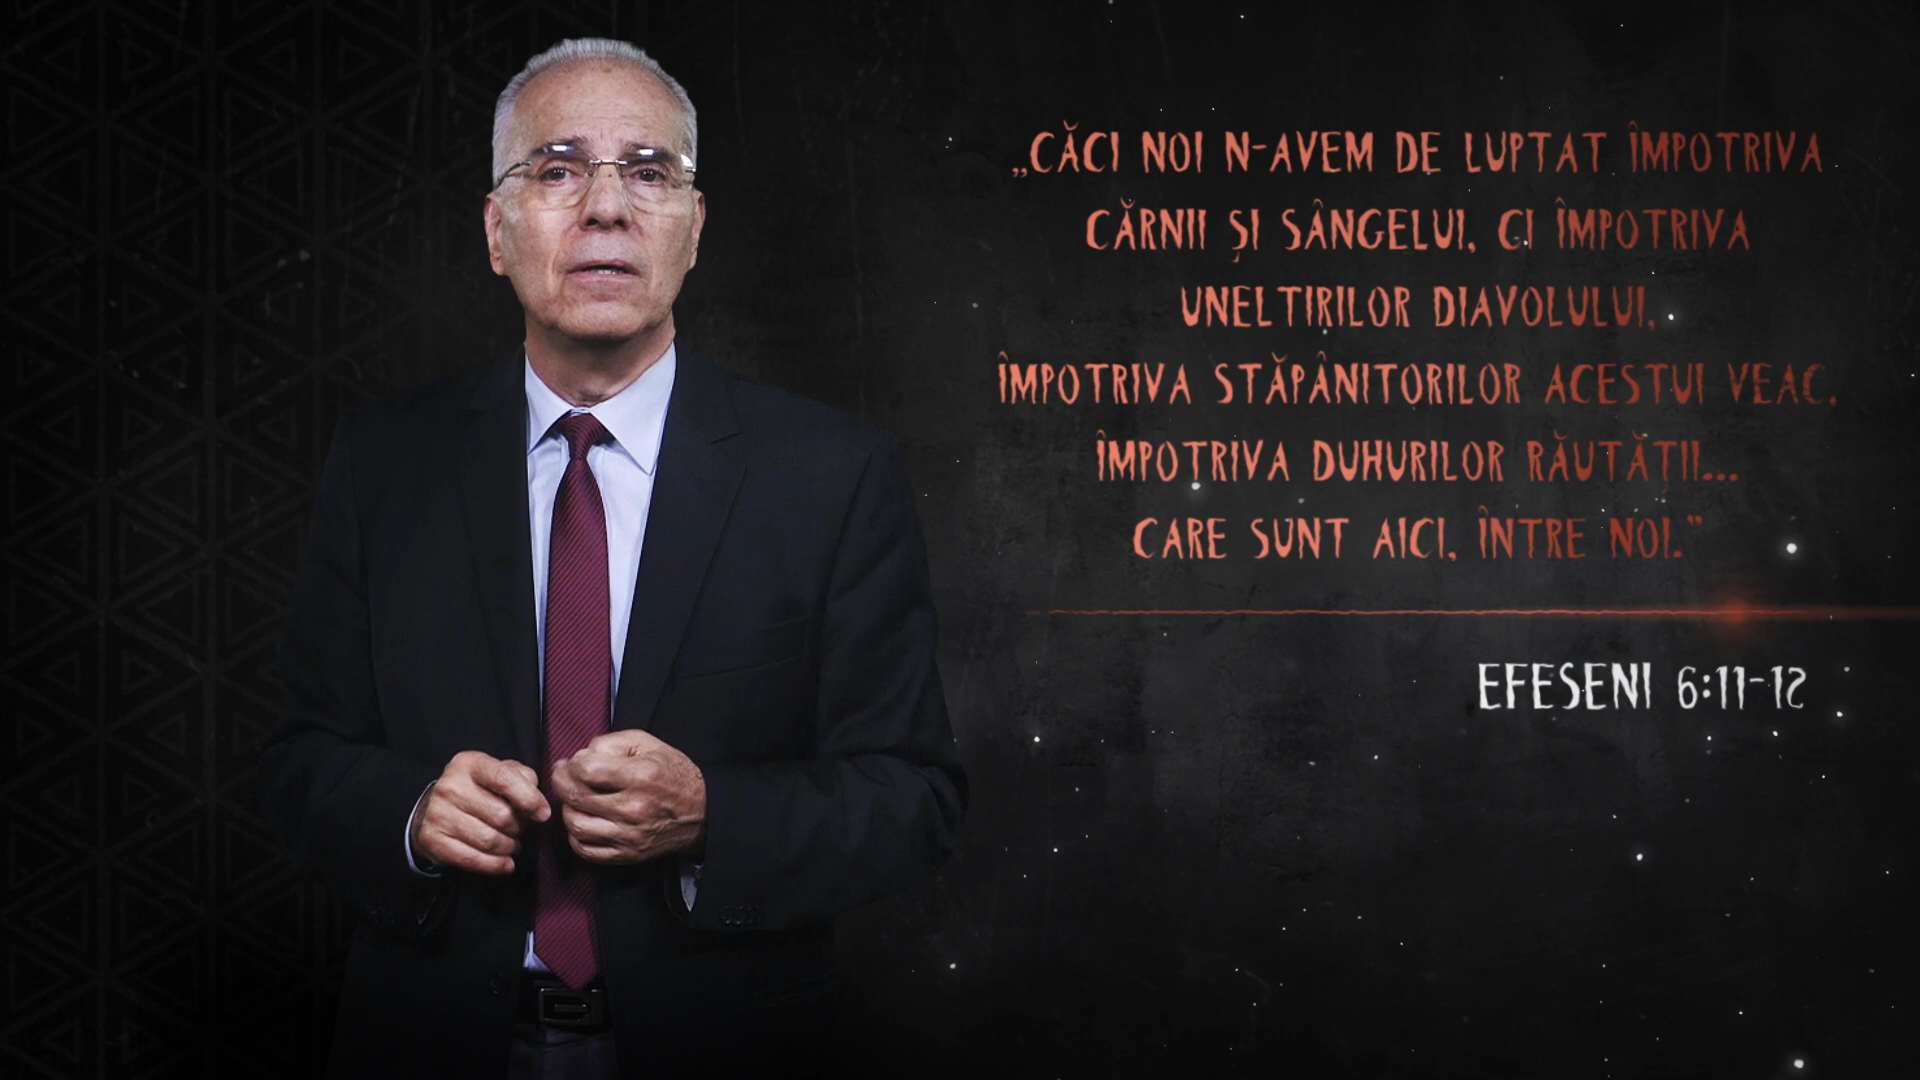 „CĂCI NOI N-AVEM DE LUPTAT ÎMPOTRIVA
CĂRNII ȘI SÂNGELUI, CI ÎMPOTRIVA
UNELTIRILOR DIAVOLULUI,
ÎMPOTRIVA STĂPÂNITORILOR ACESTUI VEAC,
ÎMPOTRIVA DUHURILOR RĂUTĂȚII...
CARE SUNT AICI, ÎNTRE NOI.”
EFESENI 6:11-12